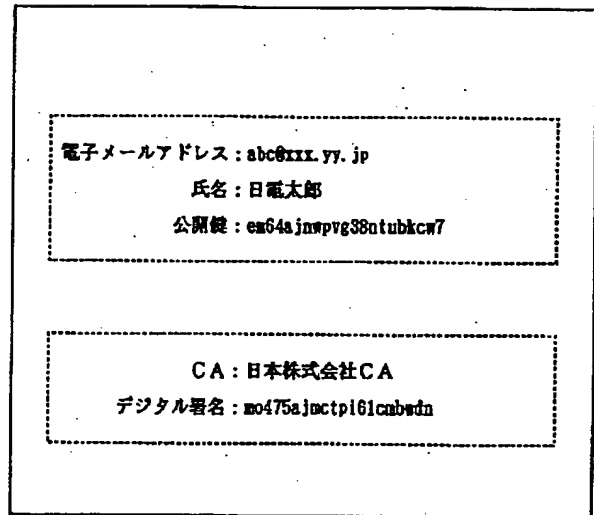 電子メールアドレス：abc@xxx.yy.jp
氏名：日電太郎
公開鍵：em64ajnwpvg38ntubkcw7
CA：日本株式会社CA
デジタル署名：mo475ajmctpi61cmbwdn